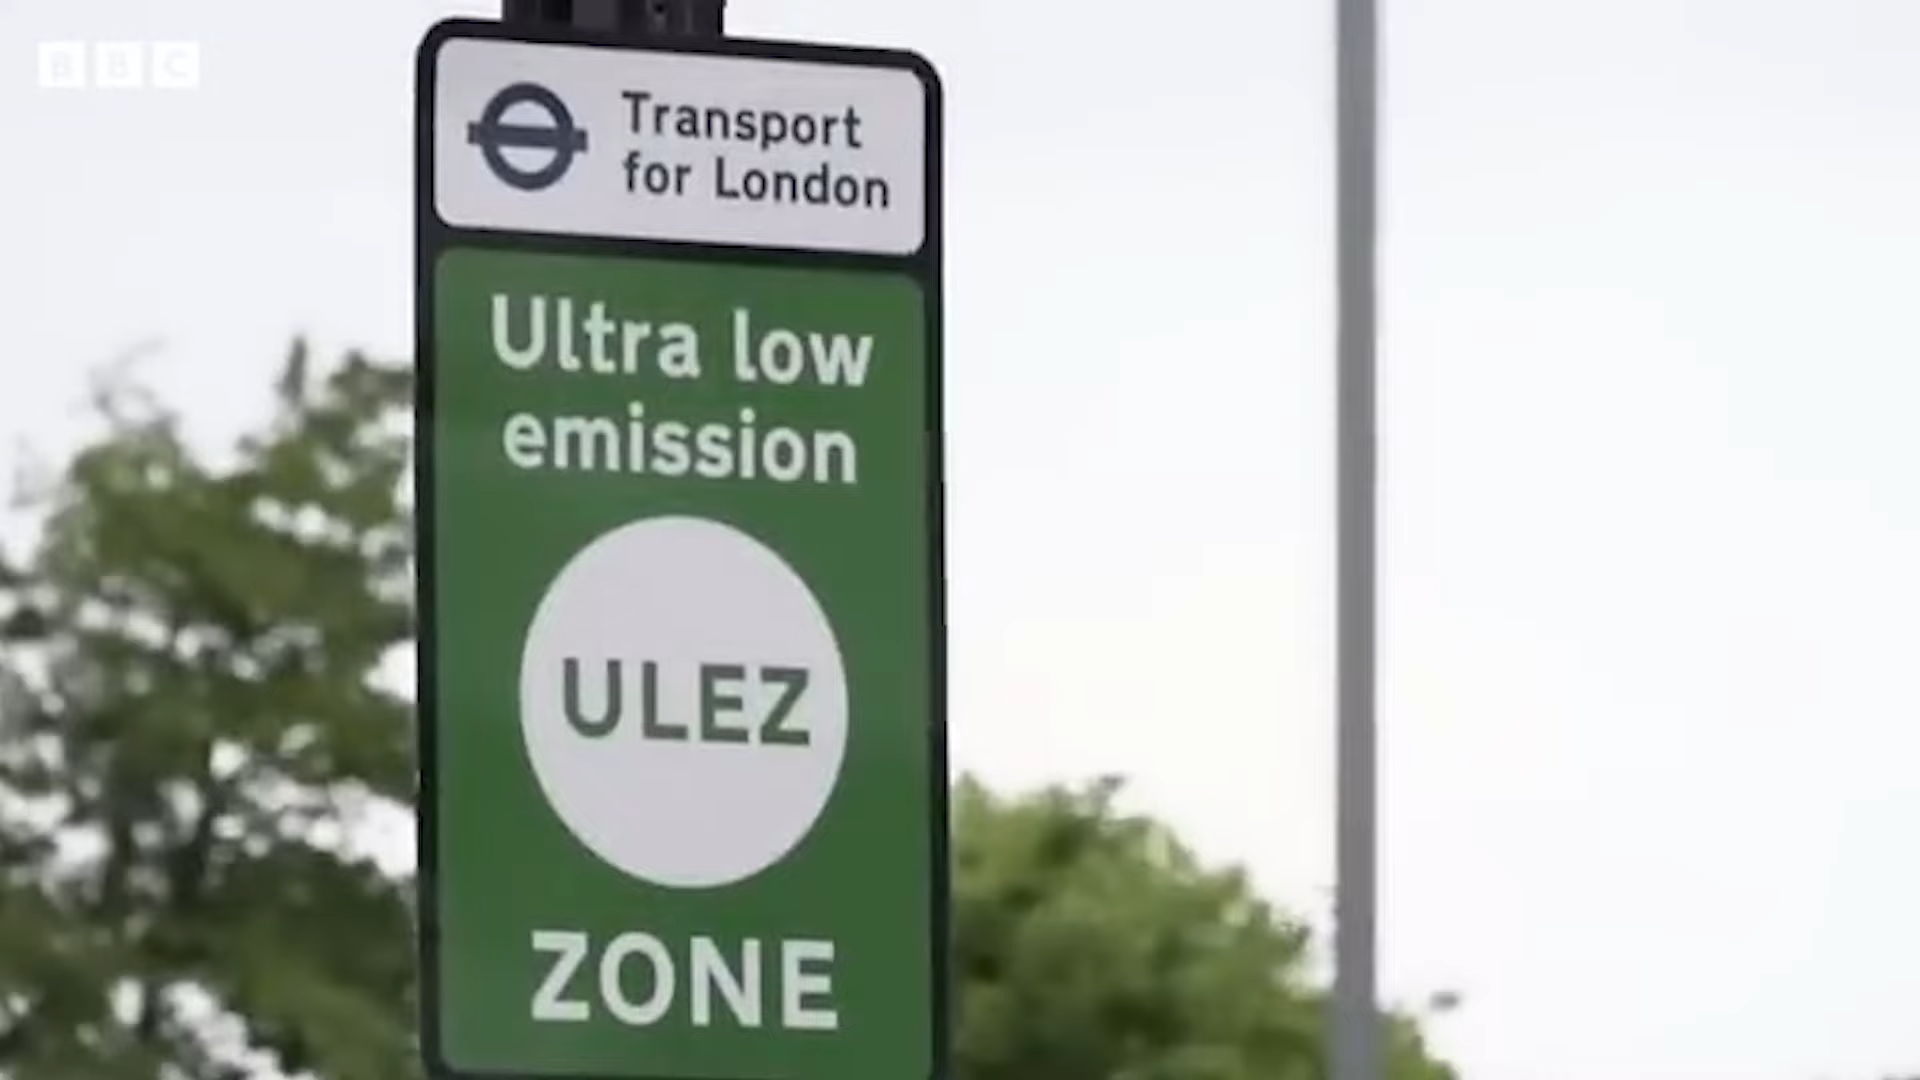 BBC
Transport
for London
Ultra low
emission
ULEZ
ZONE